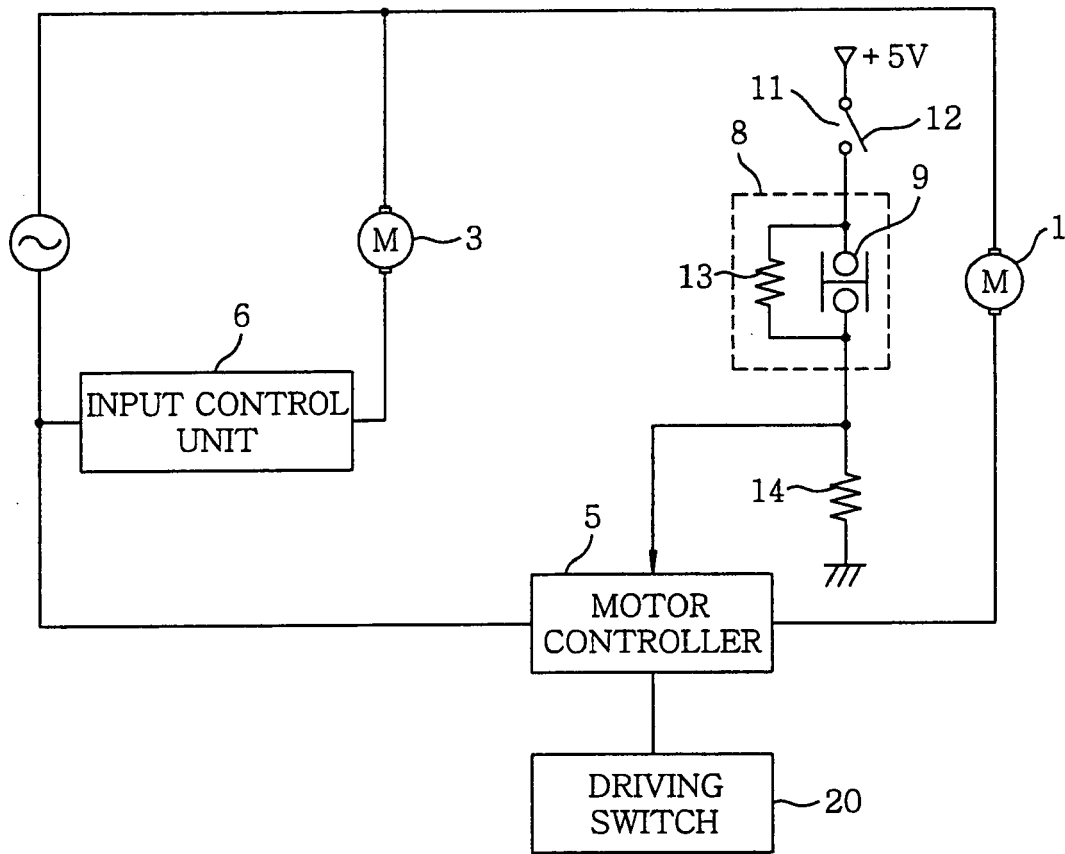 +5V
11
12
8
9
M
3
13
1
M
6
INPUT CONTROL
UNIT
14
5
MOTOR
CONTROLLER
DRIVING
SWITCH
20